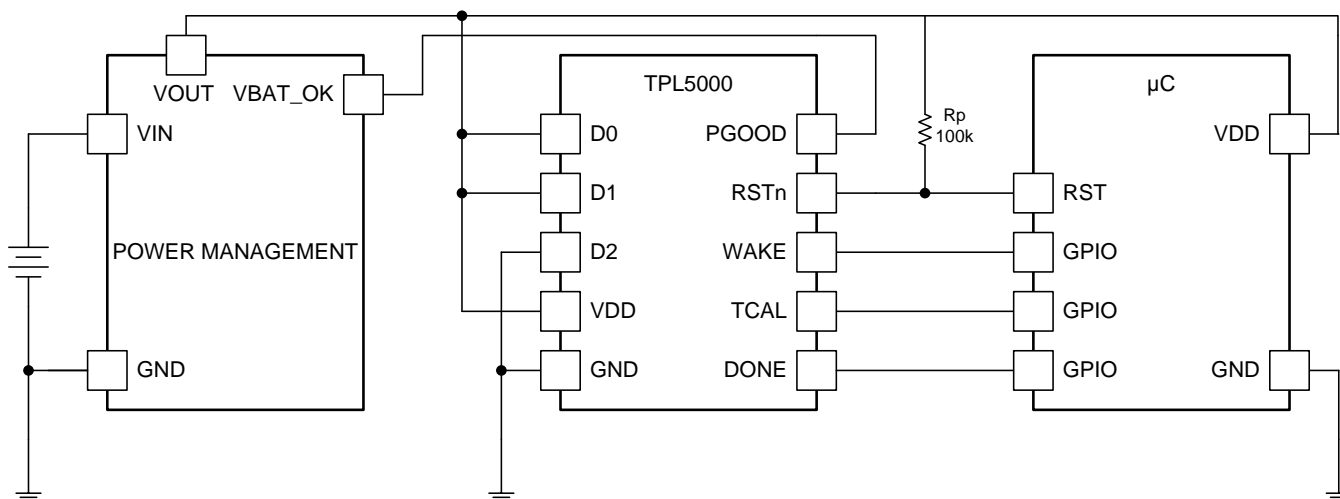 VOUT
VBAT_OK
VIN
POWER MANAGEMENT
GND
TPL5000
D0
D1
D2
VDD
GND
PGOOD
RSTn
WAKE
TCAL
DONE
Rp
100k
µC
VDD
RST
GPIO
GPIO
GPIO
GND